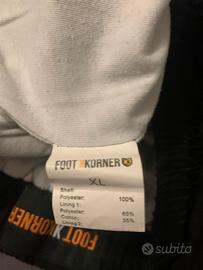 FOOT KORNER
XL
Shell
Polyester: 100%
Lining 1:
Polyester: 65%
Cotton: 35%
FOOT KORNER
subito